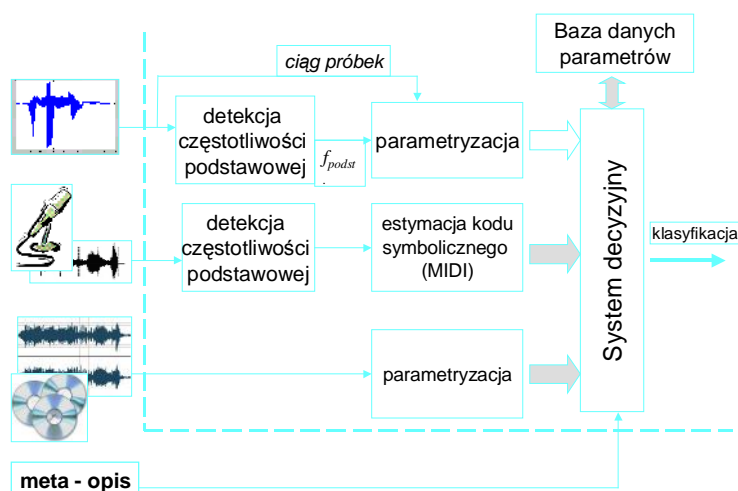 Baza danych
parametrów
ciąg próbek
detekcja
częstotliwości
podstawowej
f podst
.
parametryzacja
detekcja
częstotliwości
podstawowej
estymacja kodu
symbolicznego
(MIDI)
parametryzacja
System decyzyjny
klasyfikacja
meta - opis